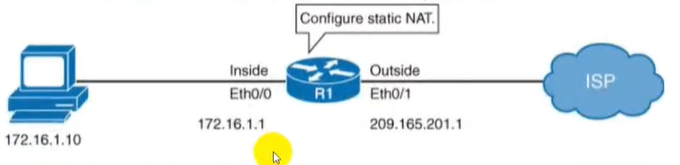 Configure static NAT.
Inside
Outside
ISP
Eth0/0
R1
Eth0/1
172.16.1.1
209.165.201.1
172.16.1.10